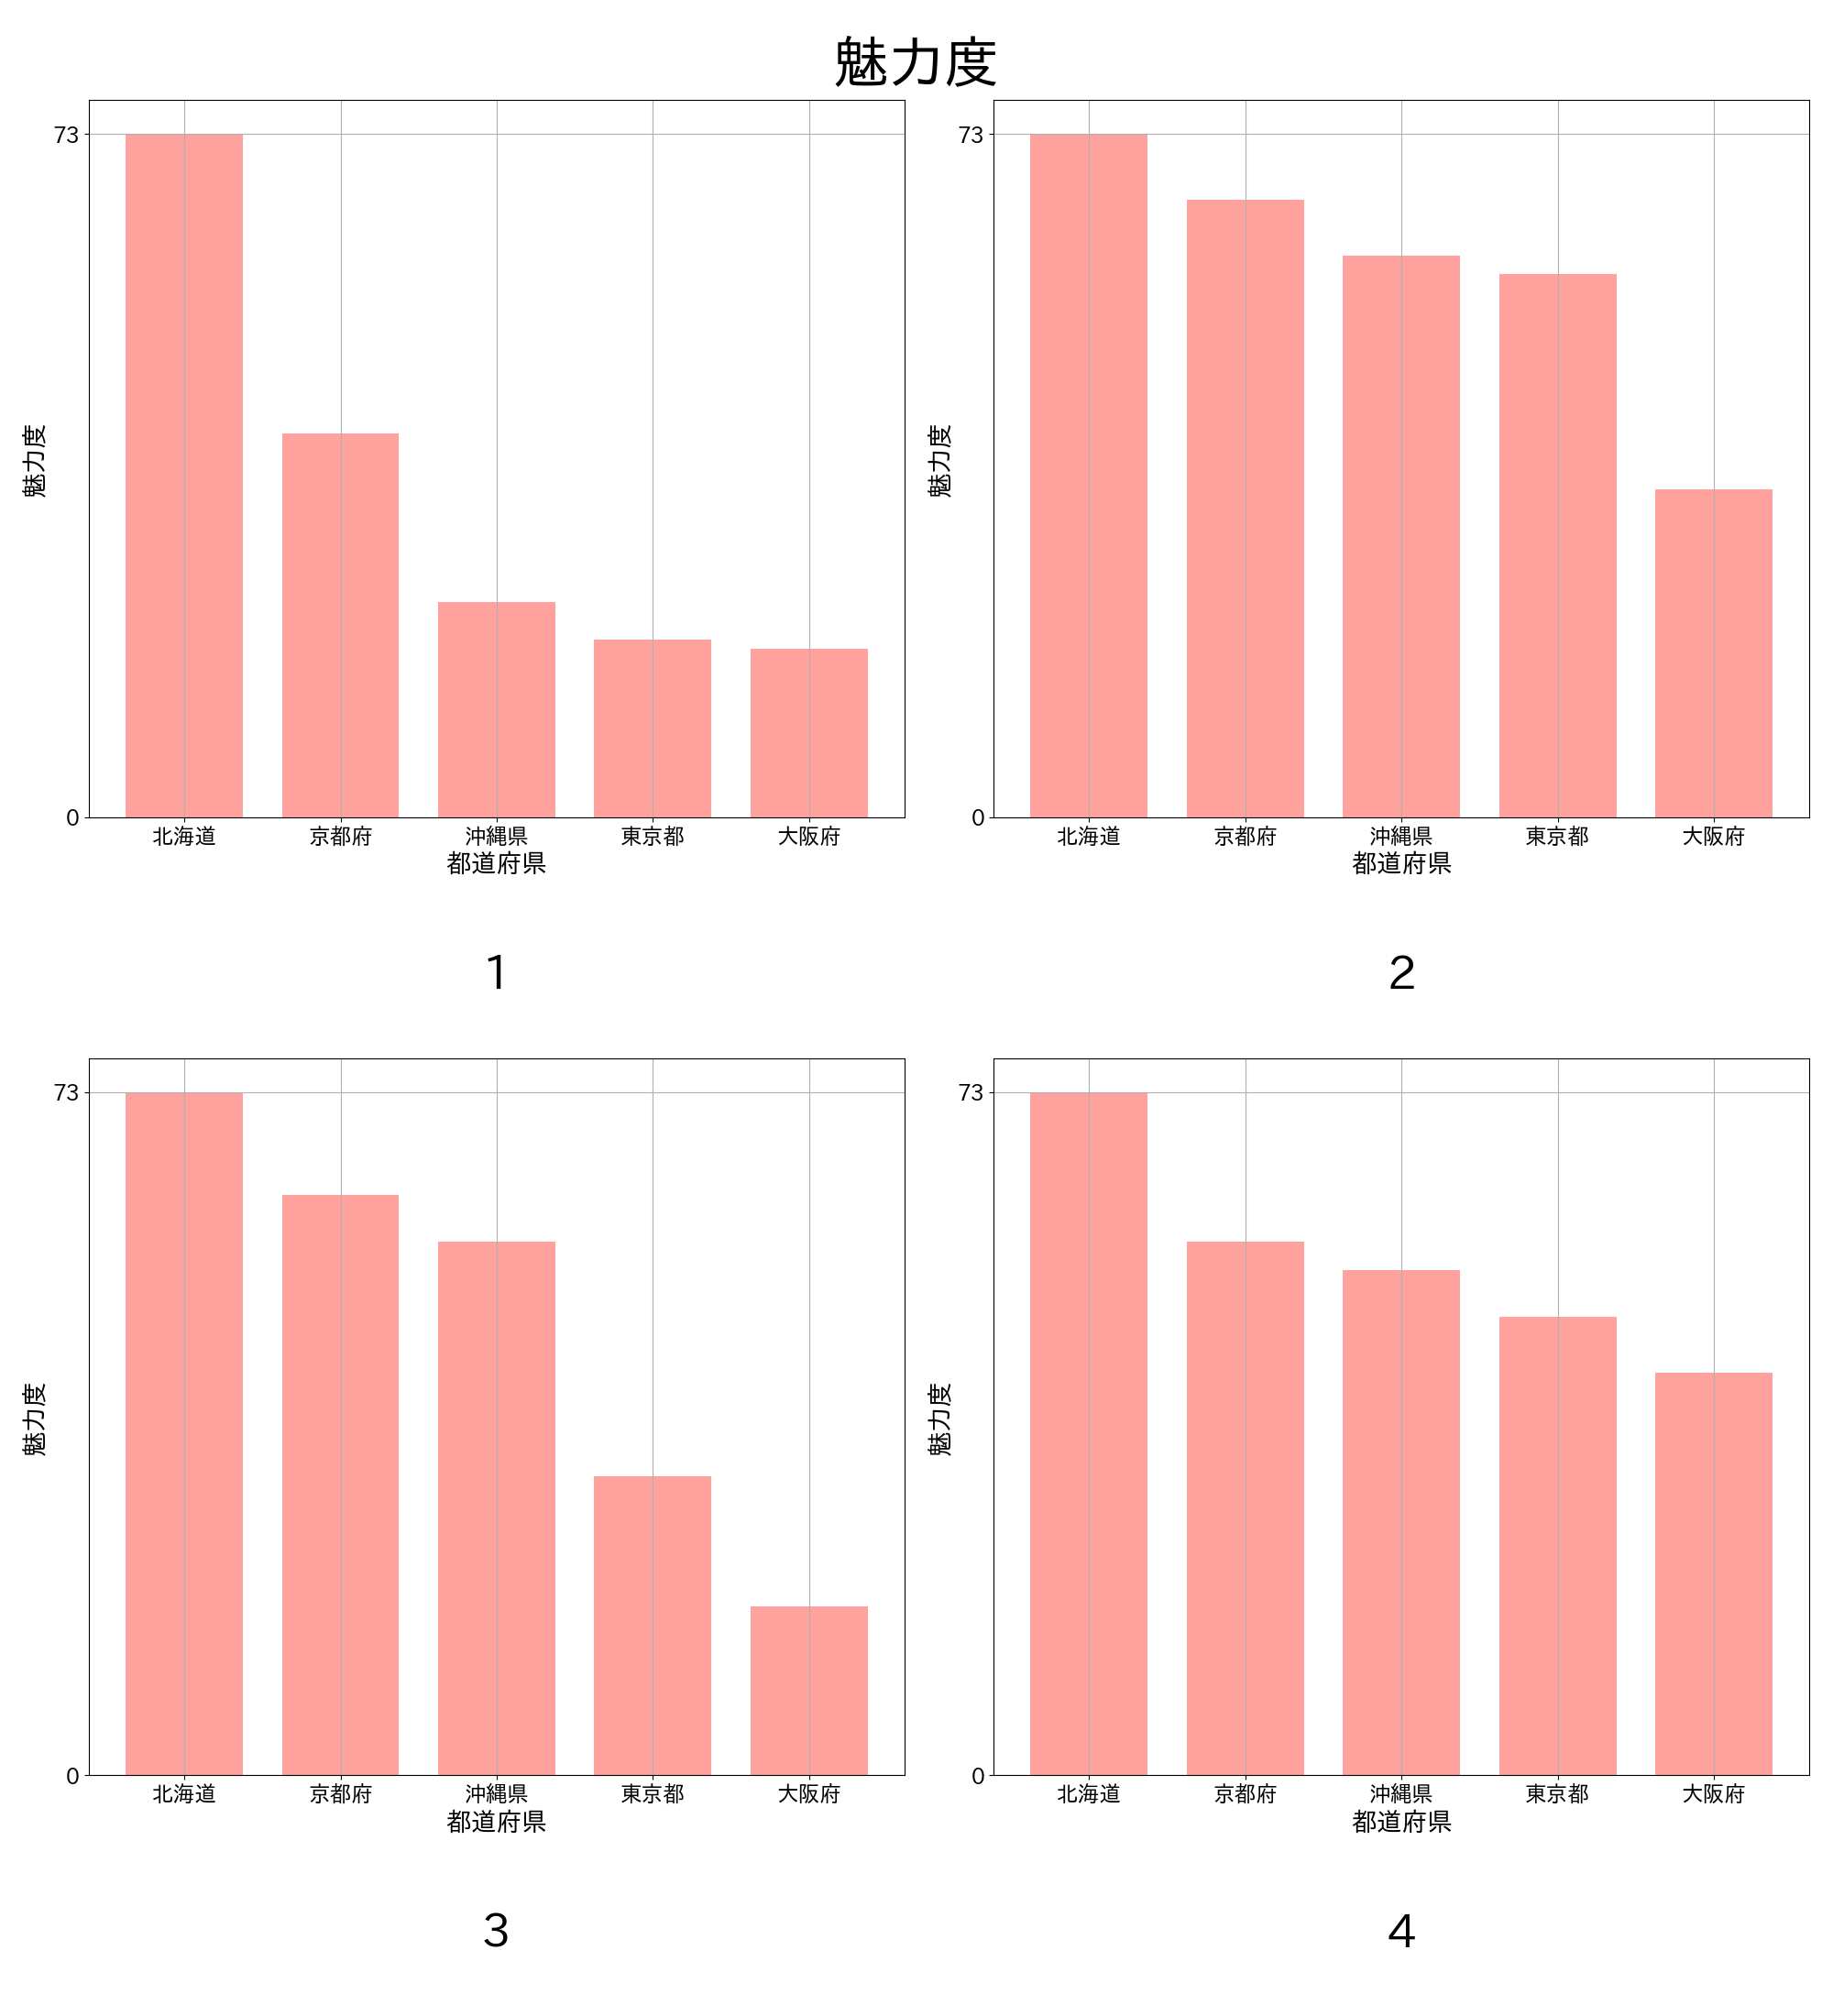 魅力度
73
0
魅力度
北海道 京都府 沖縄県 東京都 大阪府
都道府県
1
73
0
魅力度
北海道 京都府 沖縄県 東京都 大阪府
都道府県
2
73
0
魅力度
北海道 京都府 沖縄県 東京都 大阪府
都道府県
3
73
0
魅力度
北海道 京都府 沖縄県 東京都 大阪府
都道府県
4